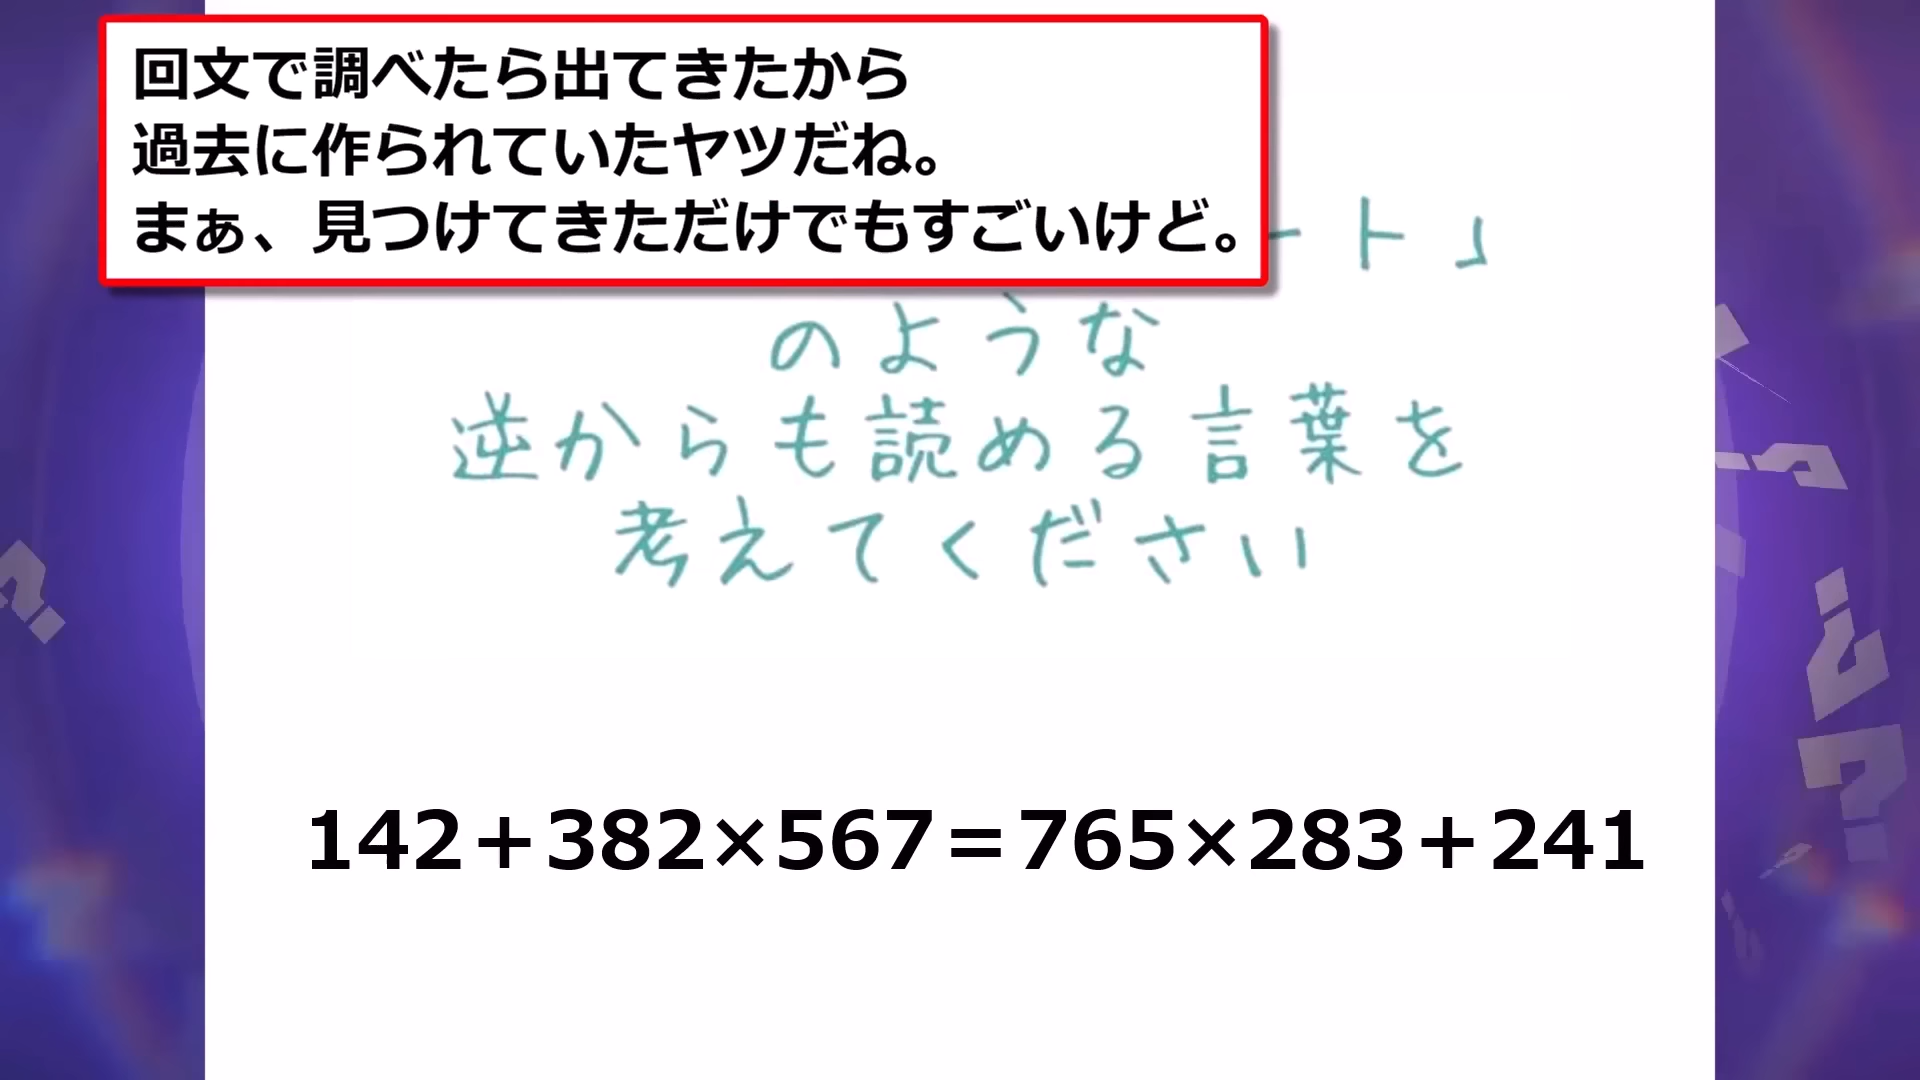 回文で調べたら出てきたから
過去に作られていたヤツだね。
まぁ、見つけてきただけでもすごいけど。
ート」
のような
逆からも読める言葉を
考えてください
142＋382×567＝765×283＋241